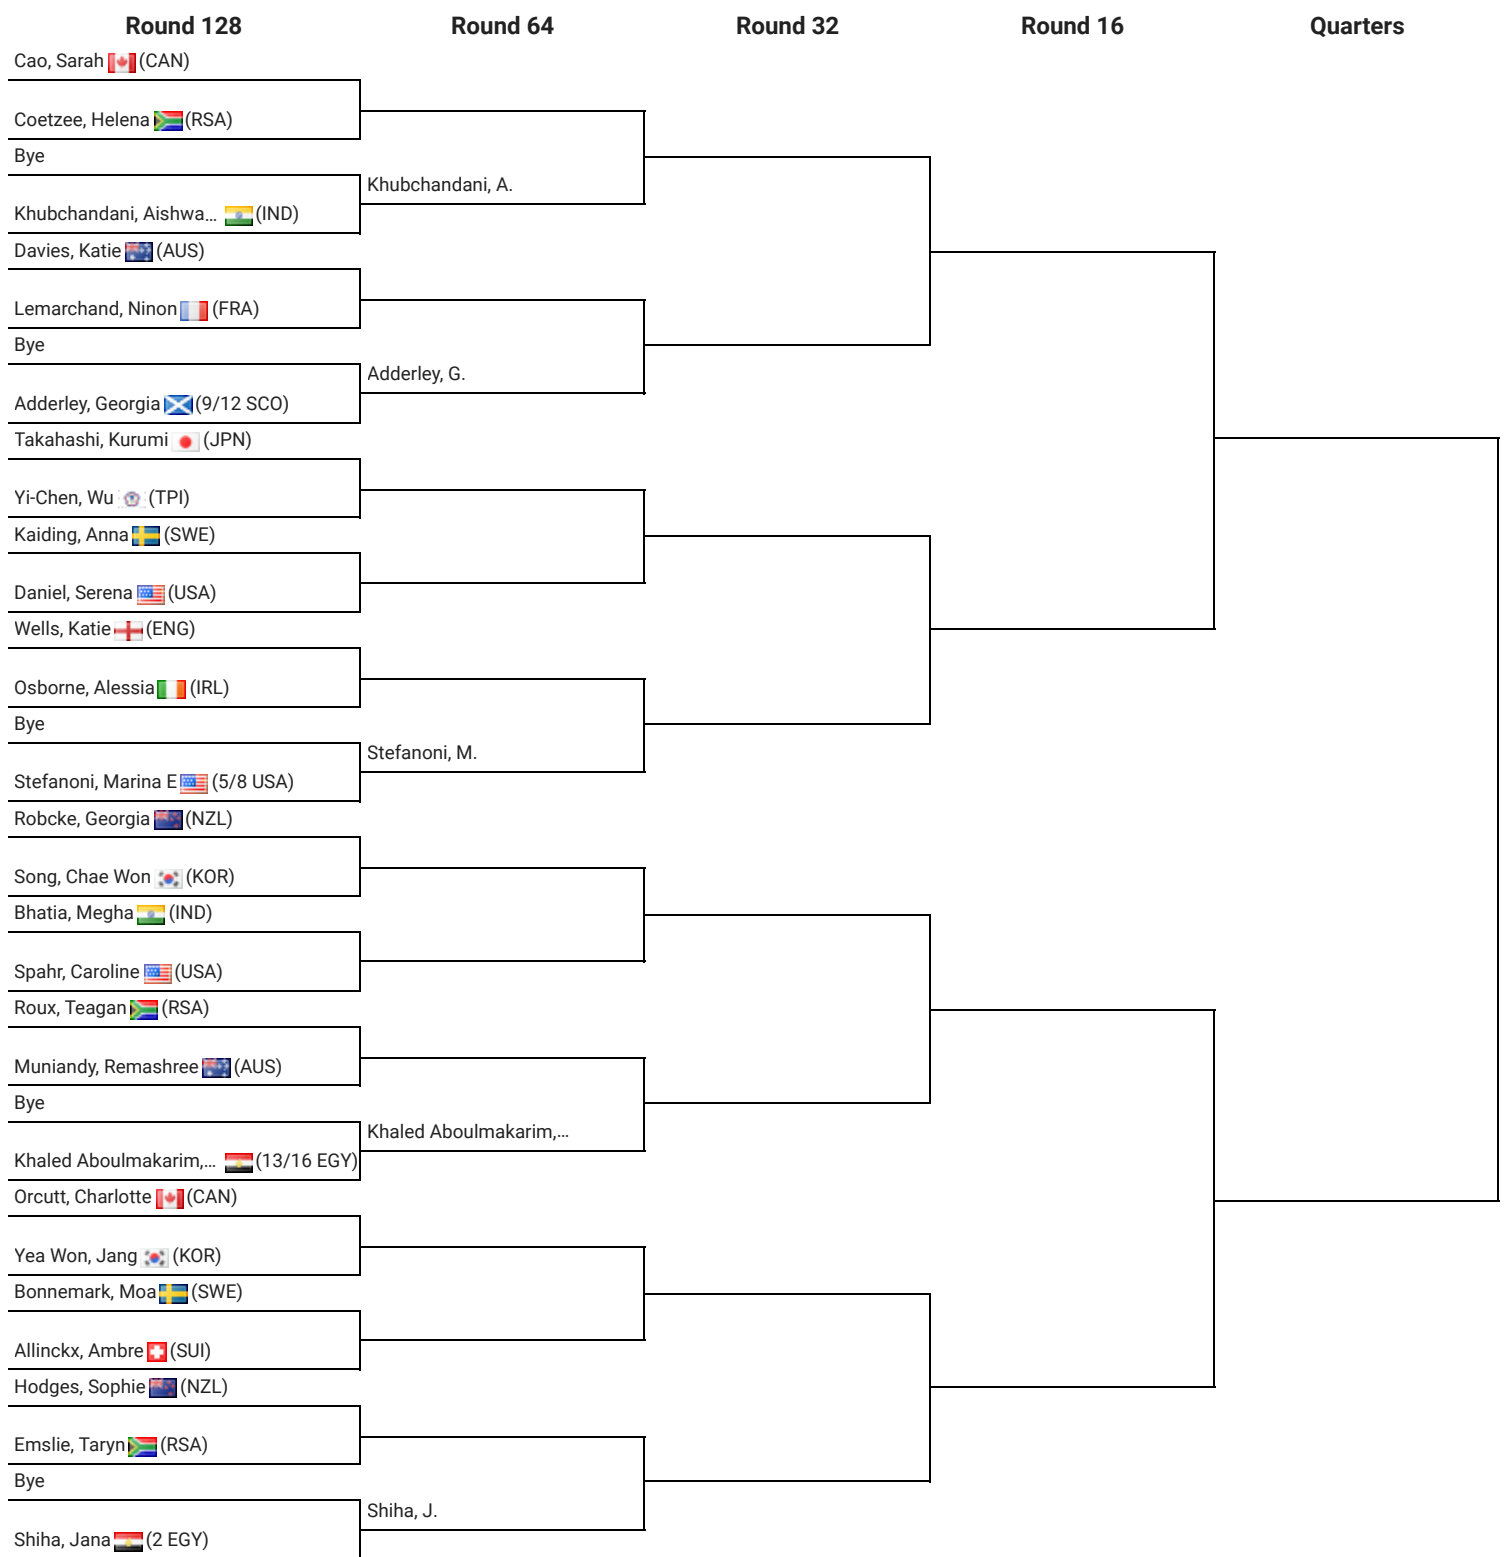 Round 128 Round 64 Round 32 Round 16 Quarters
Cao, Sarah (CAN)
Coetzee, Helena (RSA)
Bye
Khubchandani, A.
Khubchandani, Aishwa... (IND)
Davies, Katie (AUS)
Lemarchand, Ninon (FRA)
Bye
Adderley, G.
Adderley, Georgia (9/12 SCO)
Takahashi, Kurumi (JPN)
Yi-Chen, Wu (TPI)
Kaiding, Anna (SWE)
Daniel, Serena (USA)
Wells, Katie (ENG)
Osborne, Alessia (IRL)
Bye
Stefanoni, M.
Stefanoni, Marina E (5/8 USA)
Robcke, Georgia (NZL)
Song, Chae Won (KOR)
Bhatia, Megha (IND)
Spahr, Caroline (USA)
Roux, Teagan (RSA)
Muniandy, Remashree (AUS)
Bye
Khaled Aboulmakarim,...
Khaled Aboulmakarim,... (13/16 EGY)
Orcutt, Charlotte (CAN)
Yea Won, Jang (KOR)
Bonnemark, Moa (SWE)
Allinckx, Ambre (SUI)
Hodges, Sophie (NZL)
Emslie, Taryn (RSA)
Bye
Shiha, J.
Shiha, Jana (2 EGY)